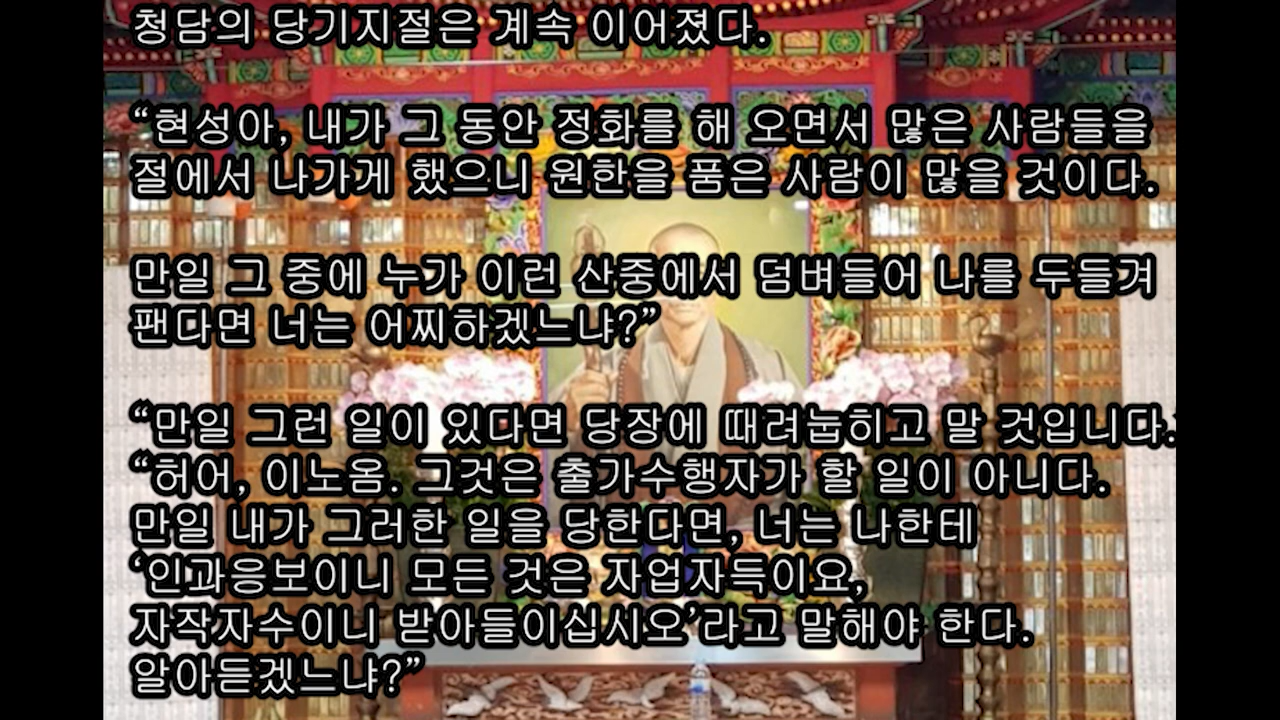 청담의 당기지절은 계속 이어졌다.
“현성아, 내가 그 동안 정화를 해 오면서 많은 사람들을
절에서 나가게 했으니 원한을 품은 사람이 많을 것이다.
만일 그 중에 누가 이런 산중에서 덤벼들어 나를 두들겨
팬다면 너는 어찌하겠느냐?”
“만일 그런 일이 있다면 당장에 때려눕히고 말 것입니다.
“허어, 이노옴. 그것은 출가수행자가 할 일이 아니다.
만일 내가 그러한 일을 당한다면, 너는 나한테
‘인과응보이니 모든 것은 자업자득이요,
자작자수이니 받아들이십시오’라고 말해야 한다.
알아듣겠느냐?”